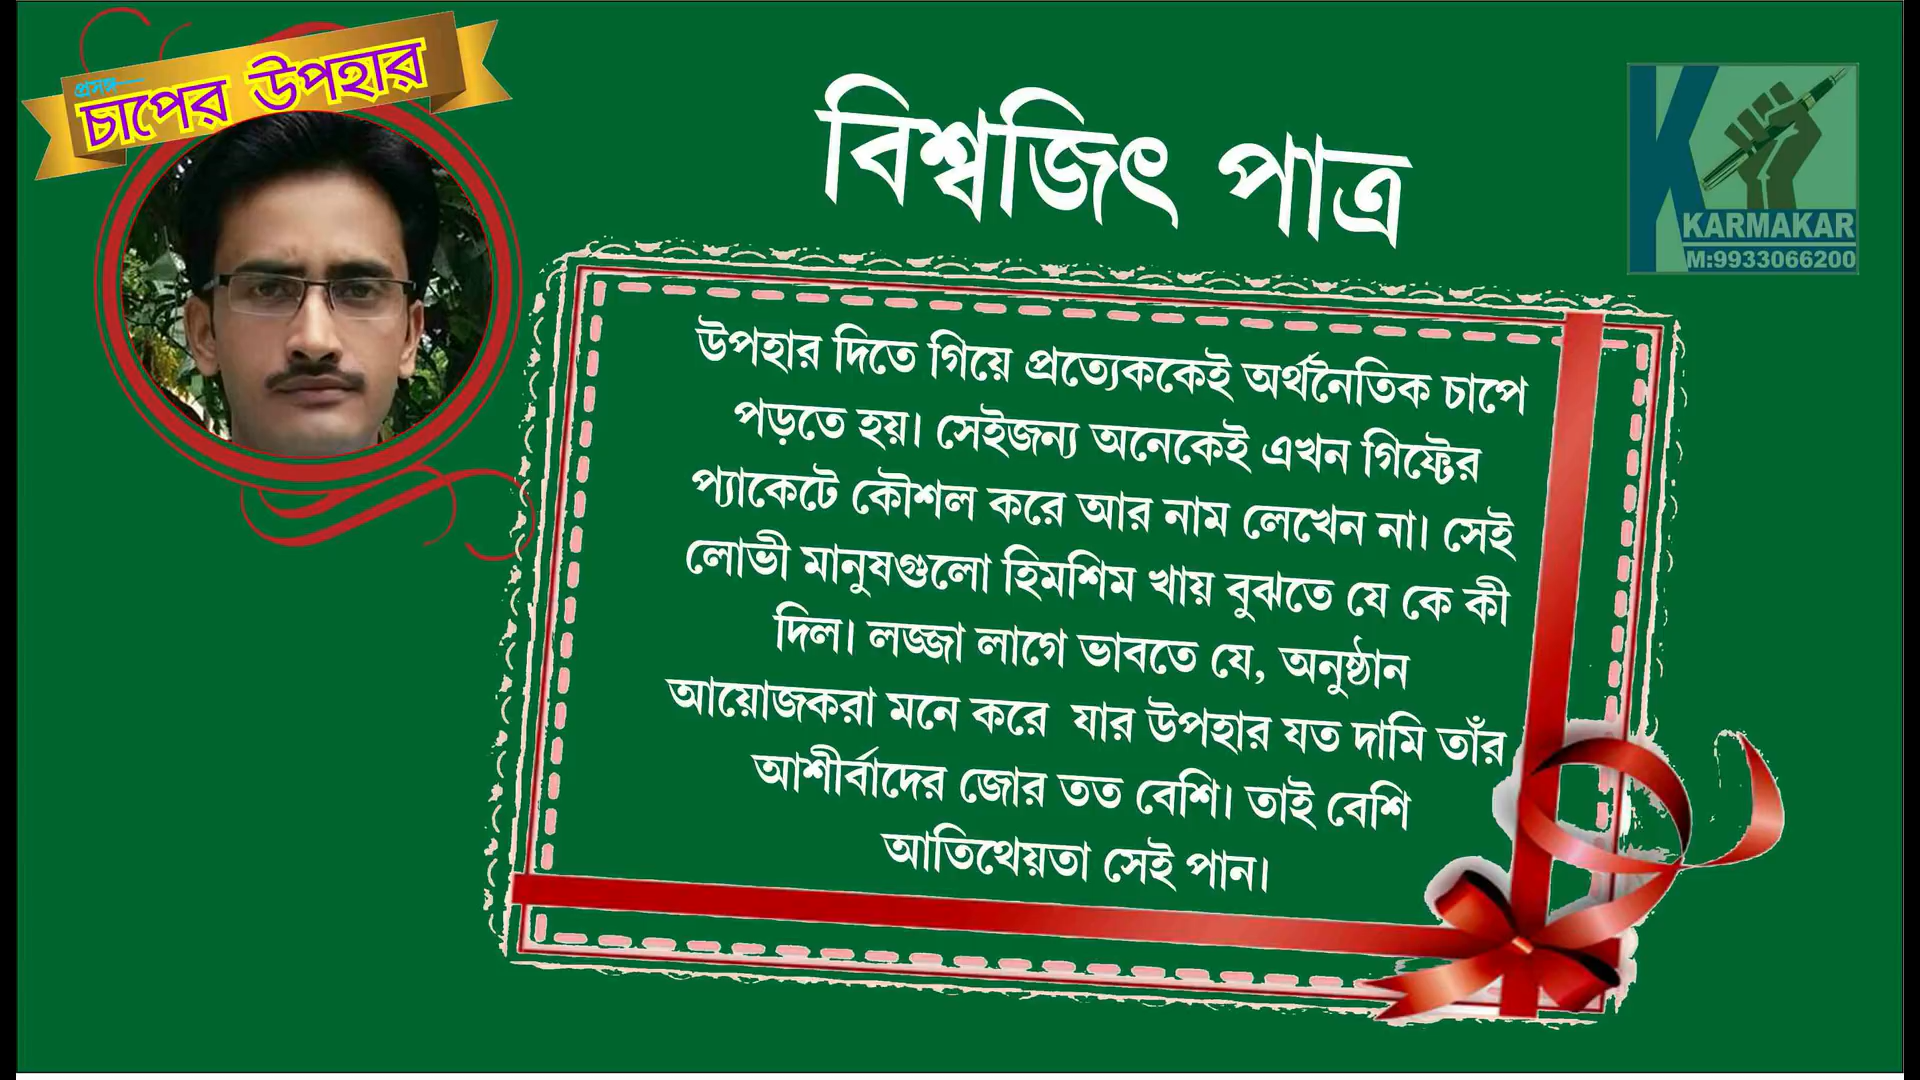 প্রসঙ্গ----
চাপের উপহার
বিশ্বজিৎ পাত্র
KARMAKAR
M:9933066200
উপহার দিতে গিয়ে প্রত্যেককেই অর্থনৈতিক চাপে
পড়তে হয়। সেইজন্য অনেকেই এখন গিফ্টের
প্যাকেটে কৌশল করে আর নাম লেখেন না। সেই
লোভী মানুষগুলো হিমশিম খায় বুঝতে যে কে কী
দিল। লজ্জা লাগে ভাবতে যে, অনুষ্ঠান
আয়োজকরা মনে করে যার উপহার যত দামি তাঁর
আশীর্বাদের জোর তত বেশি। তাই বেশি
আতিথেয়তা সেই পান।